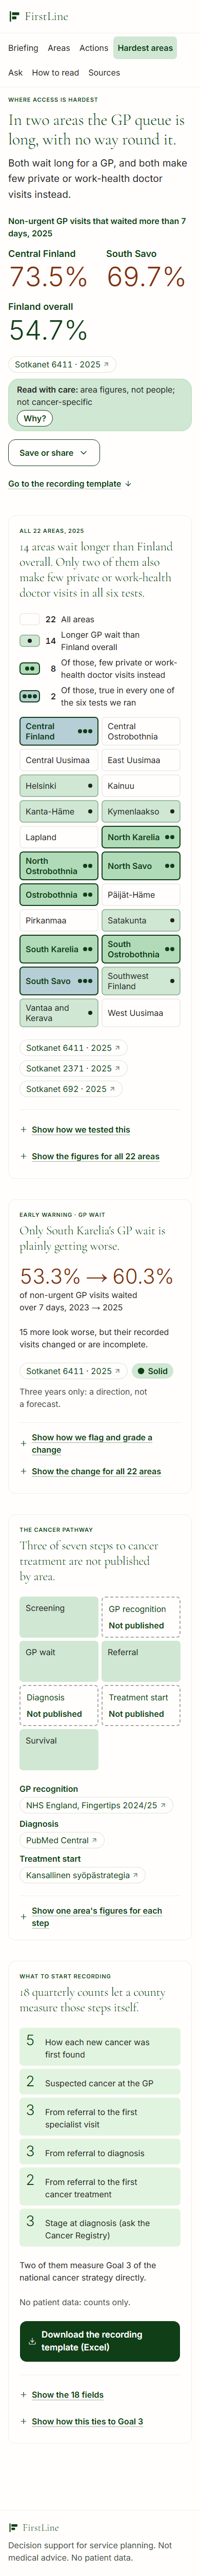 FirstLine
Briefing Areas Actions Hardest areas
Ask How to read Sources
WHERE ACCESS IS HARDEST
In two areas the GP queue is
long, with no way round it.
Both wait long for a GP, and both make
few private or work-health doctor
visits instead.
Non-urgent GP visits that waited more than 7
days, 2025
Central Finland South Savo
73.5% 69.7%
Finland overall
54.7%
Sotkanet 6411 · 2025 ↗
Read with care: area figures, not people;
not cancer-specific
Why?
Save or share
Go to the recording template ↓
ALL 22 AREAS, 2025
14 areas wait longer than Finland
overall. Only two of them also
make few private or work-health
doctor visits in all six tests.
22 All areas
14 Longer GP wait than
Finland overall
8 Of those, few private or work-
health doctor visits instead
2 Of those, true in every one of
the six tests we ran
Central
Finland
Central
Ostrobothnia
Central Uusimaa East Uusimaa
Helsinki Kainuu
Kanta-Häme Kymenlaakso
Lapland North Karelia
North
Ostrobothnia
North Savo
Ostrobothnia Päijät-Häme
Pirkanmaa Satakunta
South Karelia South
Ostrobothnia
South Savo Southwest
Finland
Vantaa and
Kerava
West Uusimaa
Sotkanet 6411 · 2025 ↗
Sotkanet 2371 · 2025 ↗
Sotkanet 692 · 2025 ↗
+ Show how we tested this
+ Show the figures for all 22 areas
EARLY WARNING · GP WAIT
Only South Karelia's GP wait is
plainly getting worse.
53.3% → 60.3%
of non-urgent GP visits waited
over 7 days, 2023 → 2025
15 more look worse, but their recorded
visits changed or are incomplete.
Sotkanet 6411 · 2025 ↗ Solid
Three years only: a direction, not
a forecast.
+ Show how we flag and grade a
change
+ Show the change for all 22 areas
THE CANCER PATHWAY
Three of seven steps to cancer
treatment are not published
by area.
Screening GP recognition
Not published
GP wait Referral
Diagnosis Treatment start
Not published Not published
Survival
GP recognition
NHS England, Fingertips 2024/25 ↗
Diagnosis
PubMed Central ↗
Treatment start
Kansallinen syöpästrategia ↗
+ Show one area's figures for each
step
WHAT TO START RECORDING
18 quarterly counts let a county
measure those steps itself.
5 How each new cancer was
first found
2 Suspected cancer at the GP
3 From referral to the first
specialist visit
3 From referral to diagnosis
2 From referral to the first
cancer treatment
3 Stage at diagnosis (ask the
Cancer Registry)
Two of them measure Goal 3 of the
national cancer strategy directly.
No patient data: counts only.
Download the recording
template (Excel)
+ Show the 18 fields
+ Show how this ties to Goal 3
FirstLine
Decision support for service planning. Not
medical advice. No patient data.